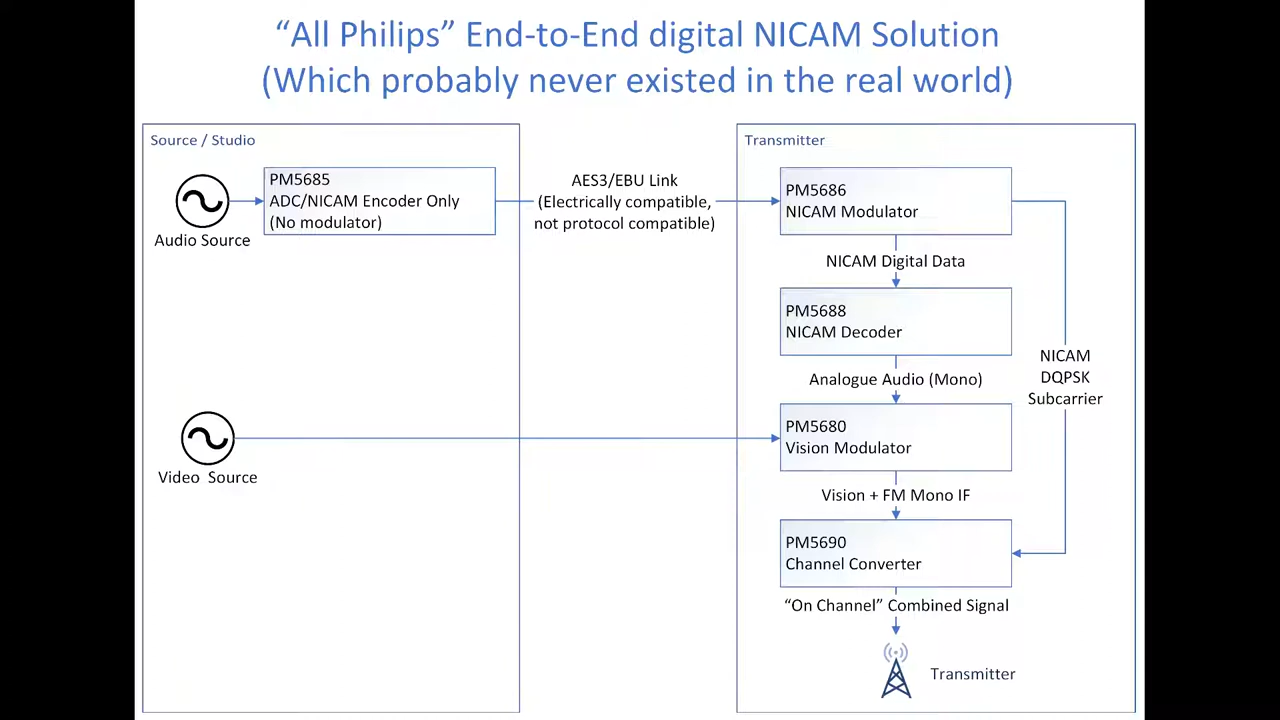 “All Philips” End-to-End digital NICAM Solution
(Which probably never existed in the real world)
Source / Studio
PM5685
ADC/NICAM Encoder Only
(No modulator)
Audio Source
AES3/EBU Link
(Electrically compatible,
not protocol compatible)
Video  Source
Transmitter
PM5686
NICAM Modulator
NICAM Digital Data
PM5688
NICAM Decoder
Analogue Audio (Mono)
NICAM
DQPSK
Subcarrier
PM5680
Vision Modulator
Vision + FM Mono IF
PM5690
Channel Converter
“On Channel” Combined Signal
Transmitter